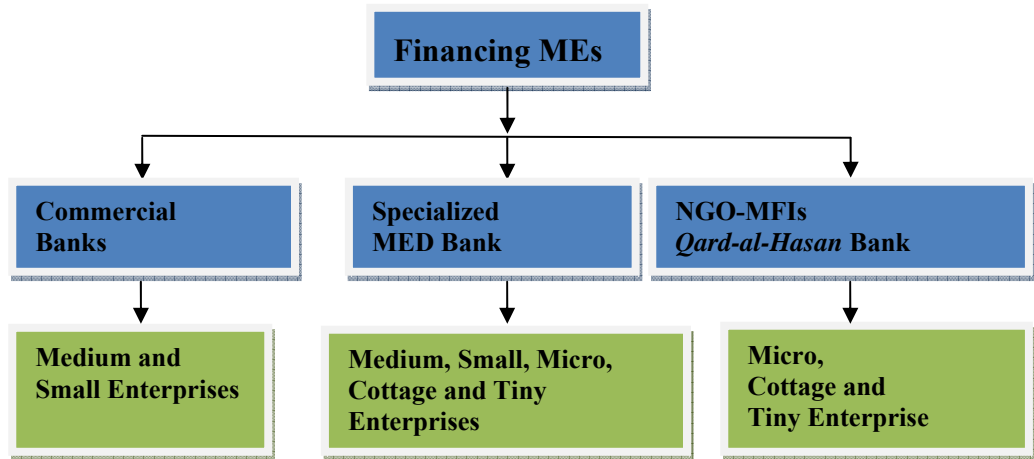 Financing MEs
Commercial
Banks
Specialized
MED Bank
NGO-MFIs
Qard-al-Hasan Bank
Medium and
Small Enterprises
Medium, Small, Micro,
Cottage and Tiny
Enterprises
Micro,
Cottage and
Tiny Enterprise